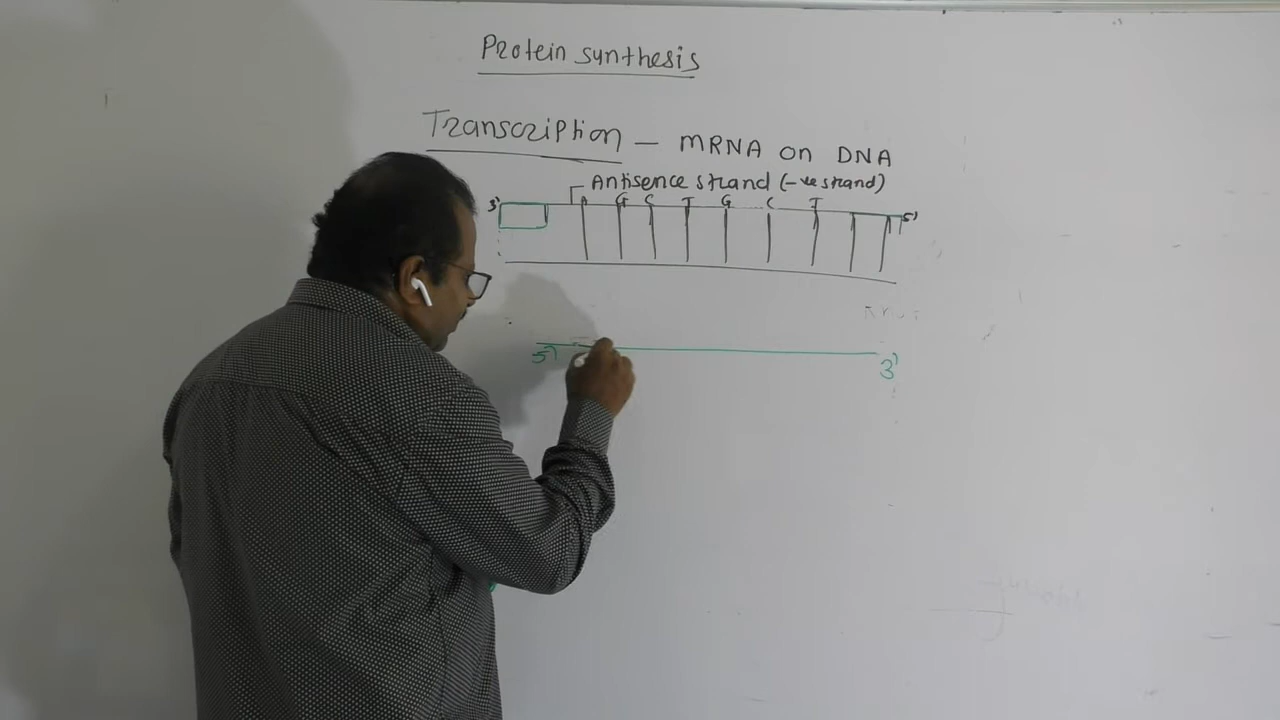 Protein synthesis
Transcription — mRNA on DNA
Antisence strand (-ve strand)
3' A G C T G C T 5'
5' 3'